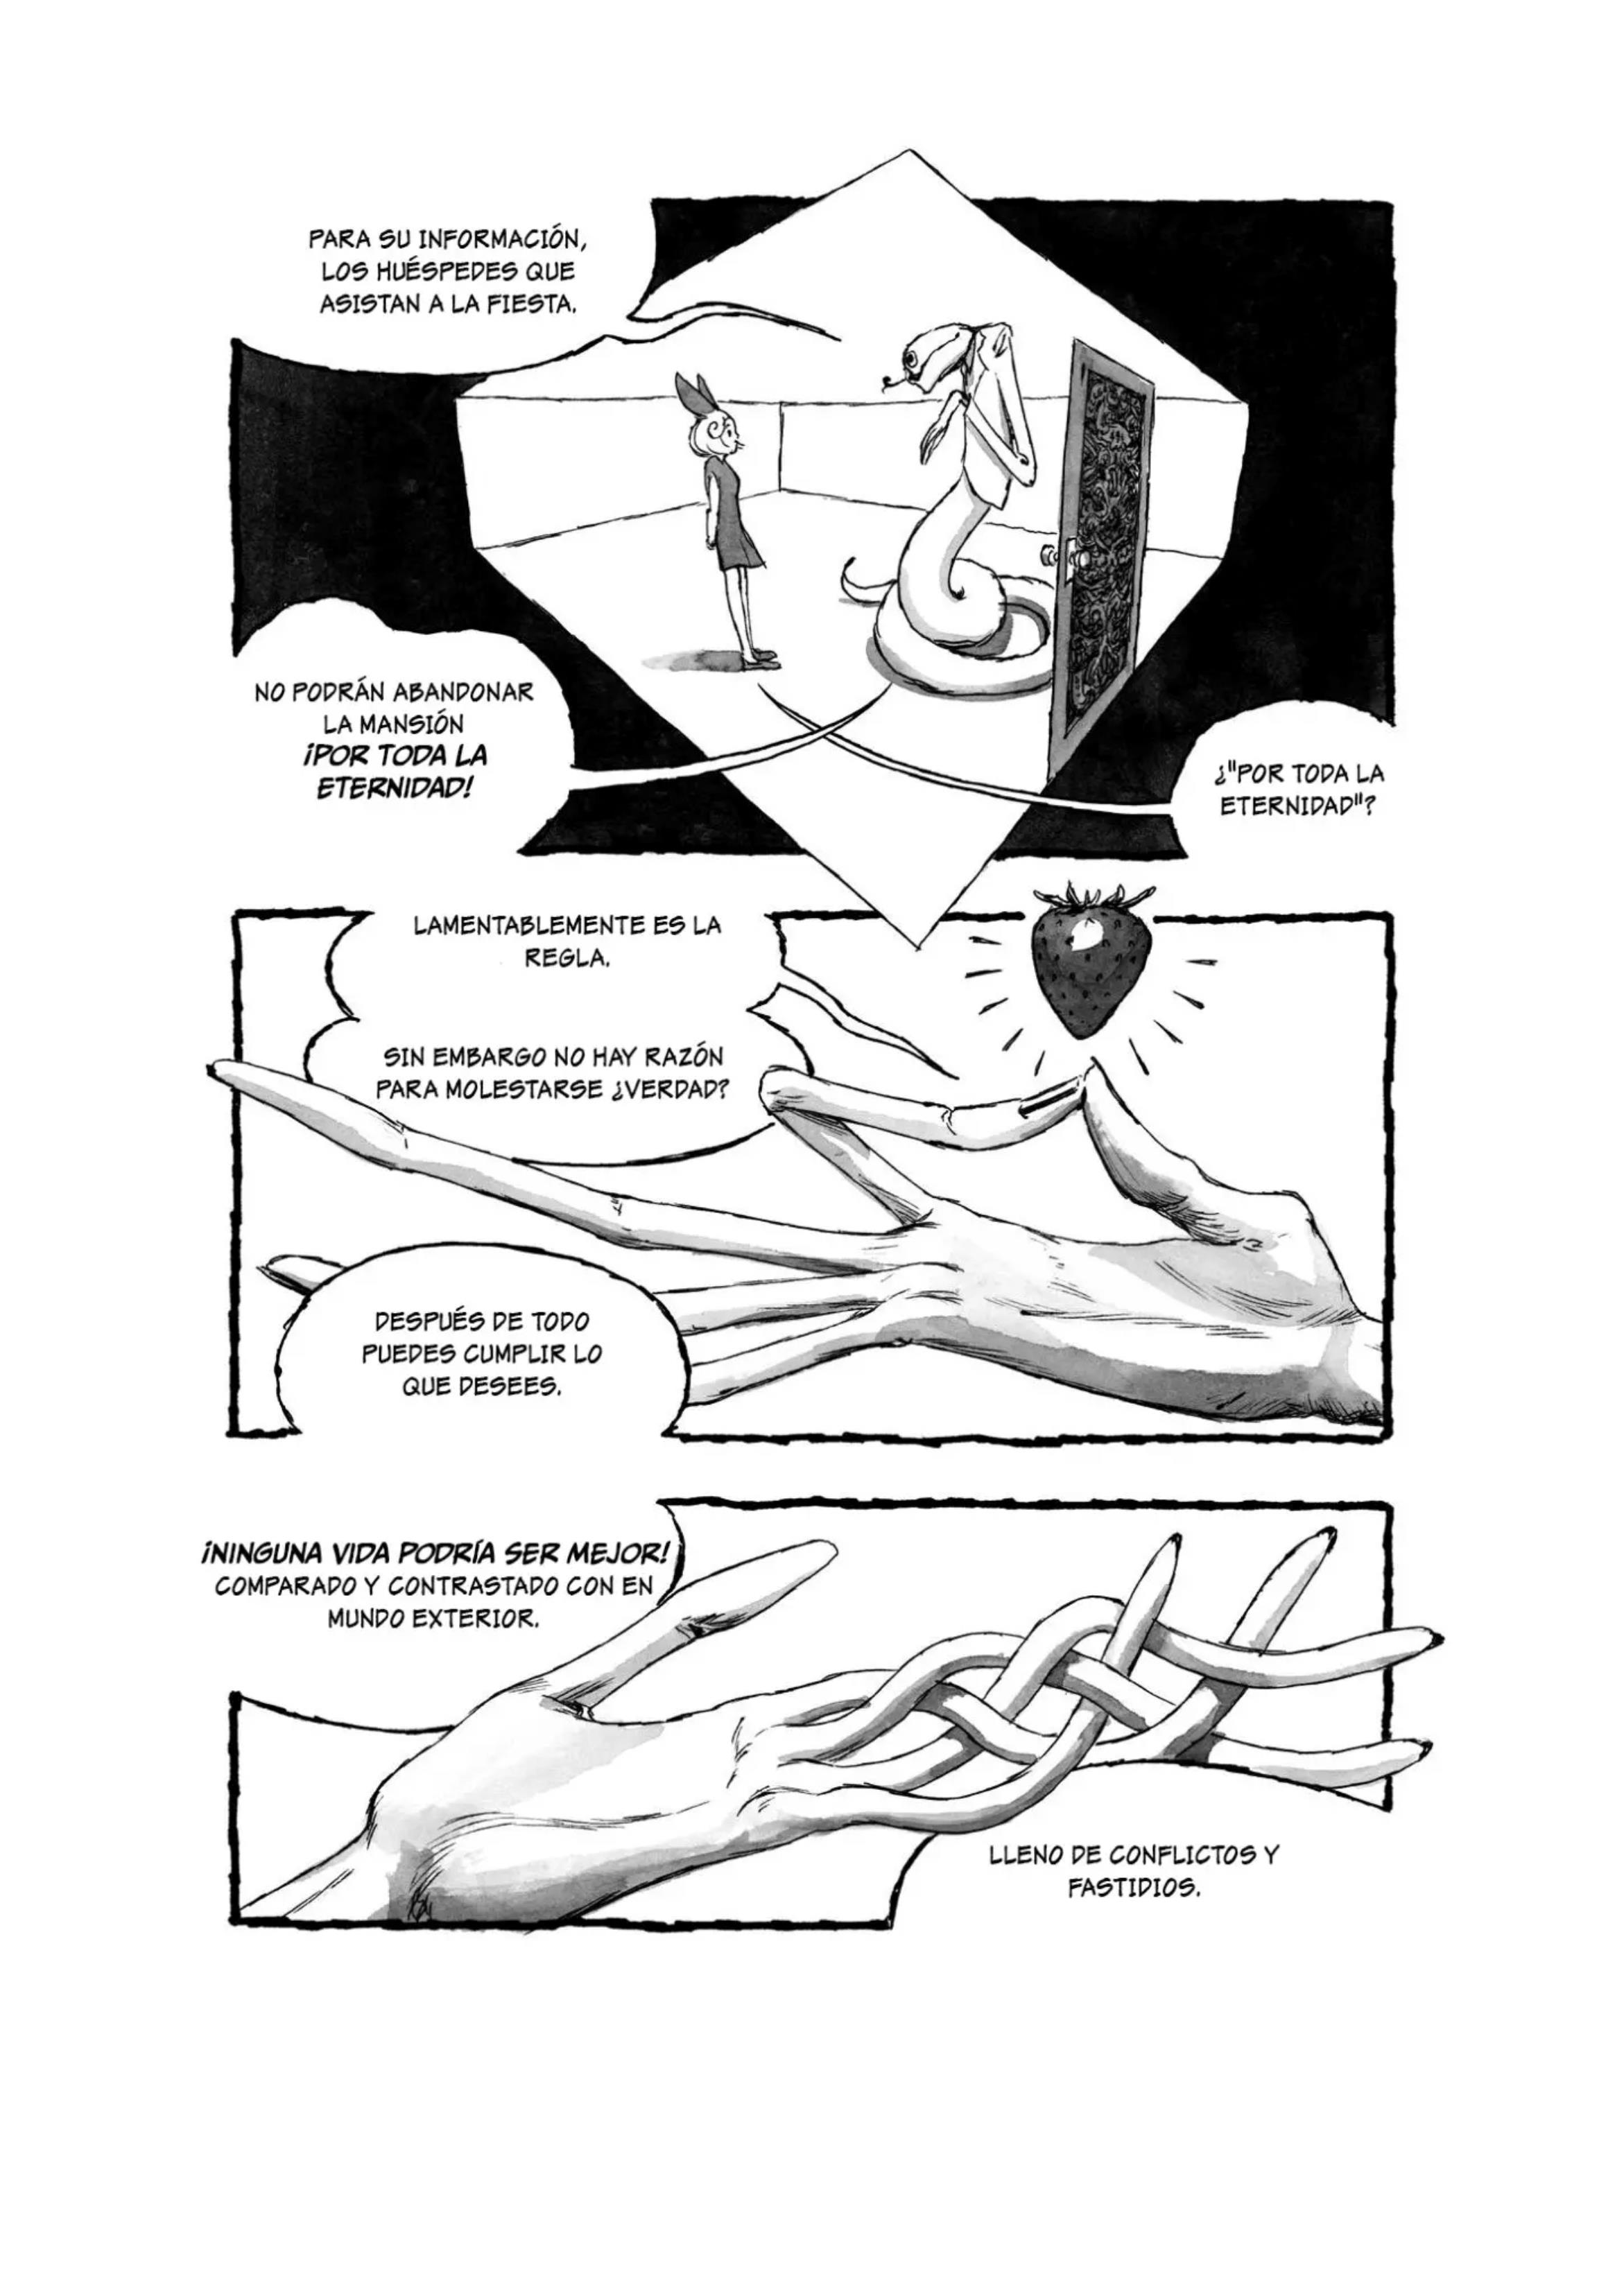 PARA SU INFORMACIÓN,
LOS HUÉSPEDES QUE
ASISTAN A LA FIESTA.
NO PODRÁN ABANDONAR
LA MANSIÓN
¡POR TODA LA
ETERNIDAD!
¿"POR TODA LA
ETERNIDAD"?
LAMENTABLEMENTE ES LA
REGLA.
SIN EMBARGO NO HAY RAZÓN
PARA MOLESTARSE ¿VERDAD?
DESPUÉS DE TODO
PUEDES CUMPLIR LO
QUE DESEES.
¡NINGUNA VIDA PODRÍA SER MEJOR!
COMPARADO Y CONTRASTADO CON EN
MUNDO EXTERIOR.
LLENO DE CONFLICTOS Y
FASTIDIOS.